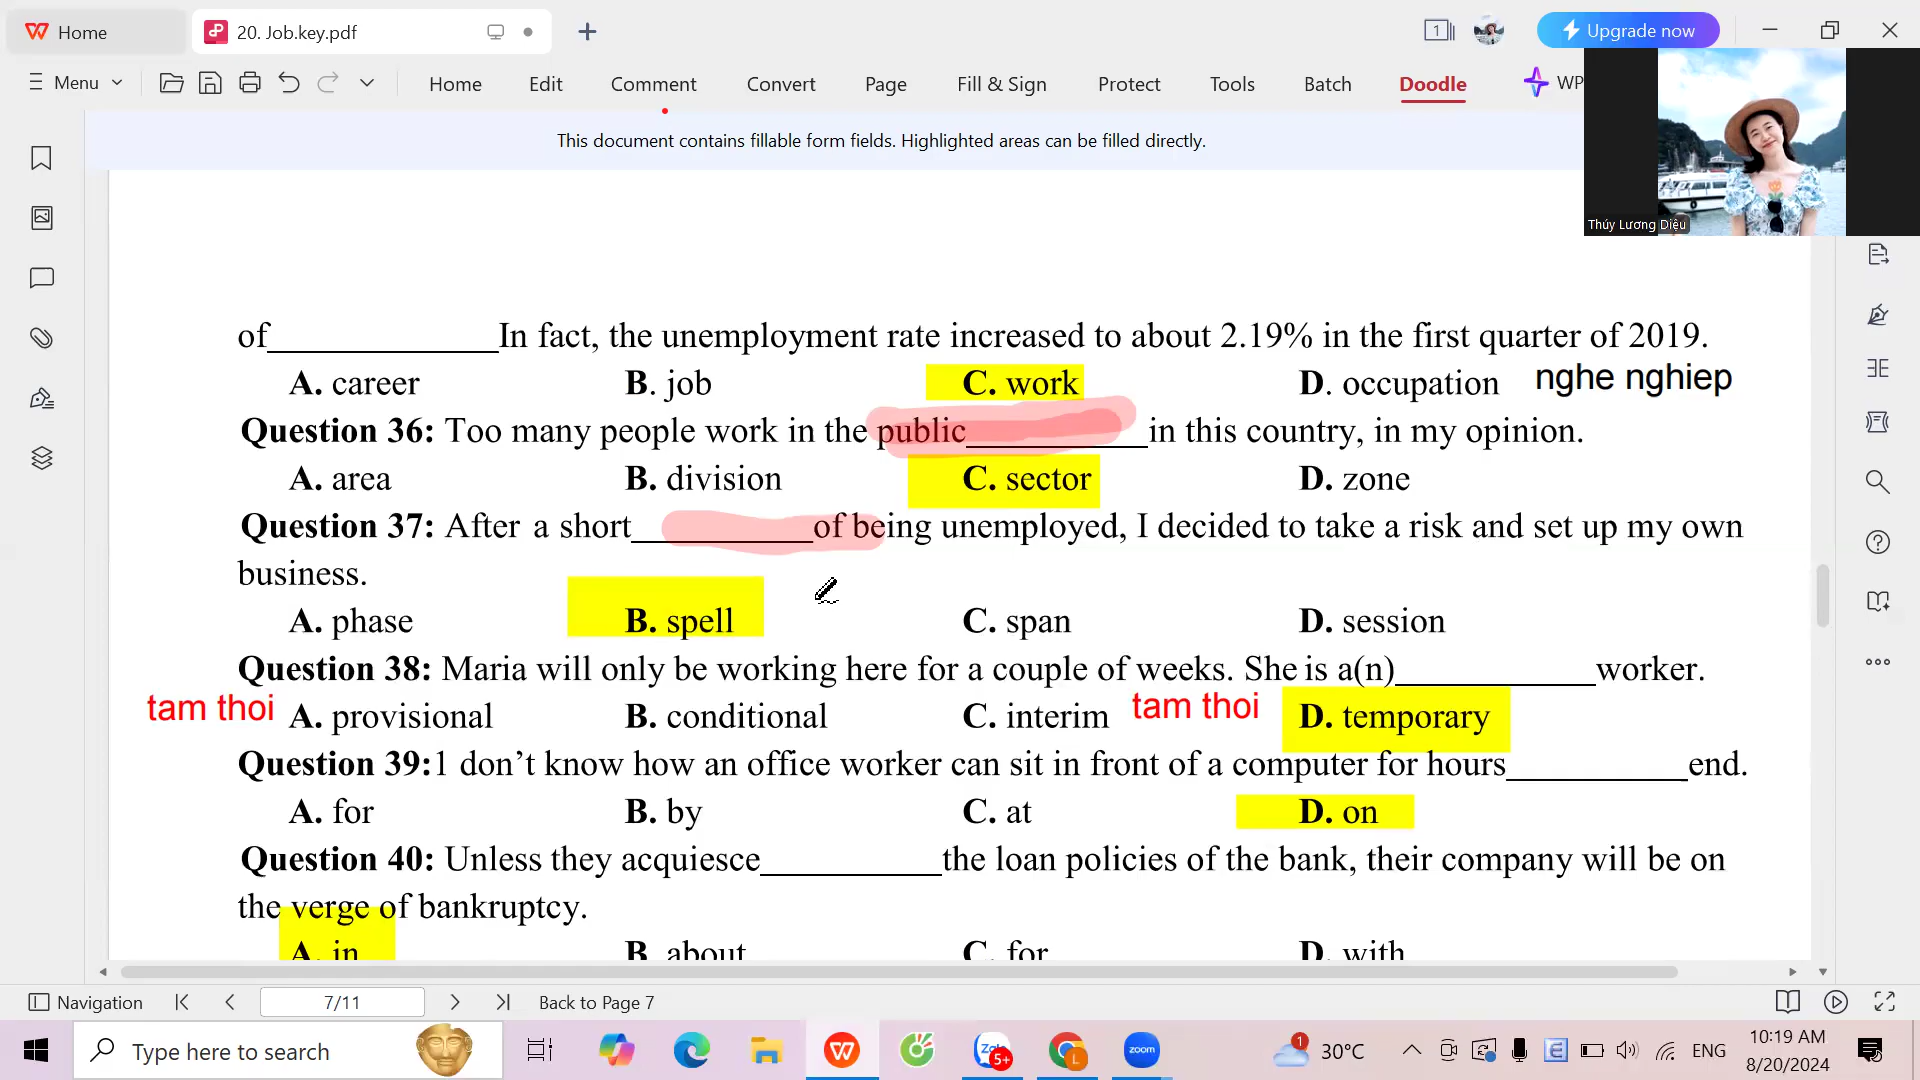 Home
20. Job.key.pdf
1
Upgrade now
Menu
Home
Edit
Comment
Convert
Page
Fill & Sign
Protect
Tools
Batch
Doodle
WP
This document contains fillable form fields. Highlighted areas can be filled directly.
Thúy Lương Diệu
of_____________In fact, the unemployment rate increased to about 2.19% in the first quarter of 2019.
A. career B. job C. work D. occupation nghe nghiep
Question 36: Too many people work in the public__________in this country, in my opinion.
A. area B. division C. sector D. zone
Question 37: After a short__________of being unemployed, I decided to take a risk and set up my own
business.
A. phase B. spell C. span D. session
Question 38: Maria will only be working here for a couple of weeks. She is a(n)___________worker.
tam thoi A. provisional B. conditional C. interim tam thoi D. temporary
Question 39:1 don’t know how an office worker can sit in front of a computer for hours__________end.
A. for B. by C. at D. on
Question 40: Unless they acquiesce__________the loan policies of the bank, their company will be on
the verge of bankruptcy.
A. in B. about C. for D. with
Navigation
7/11
Back to Page 7
Type here to search
Zalo
5+
L
zoom
1
30°C
ENG
10:19 AM
8/20/2024